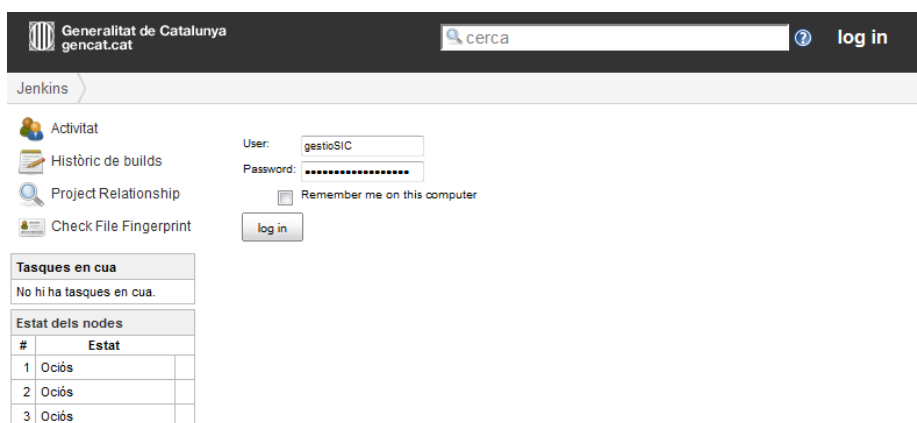 Generalitat de Catalunya
gencat.cat
cerca
log in
Jenkins
Activitat
Històric de builds
Project Relationship
Check File Fingerprint
Tasques en cua
No hi ha tasques en cua.
Estat dels nodes
# Estat
1 Ociós
2 Ociós
3 Ociós
User: gestioSIC
Password: ••••••••••••••••••
Remember me on this computer
log in